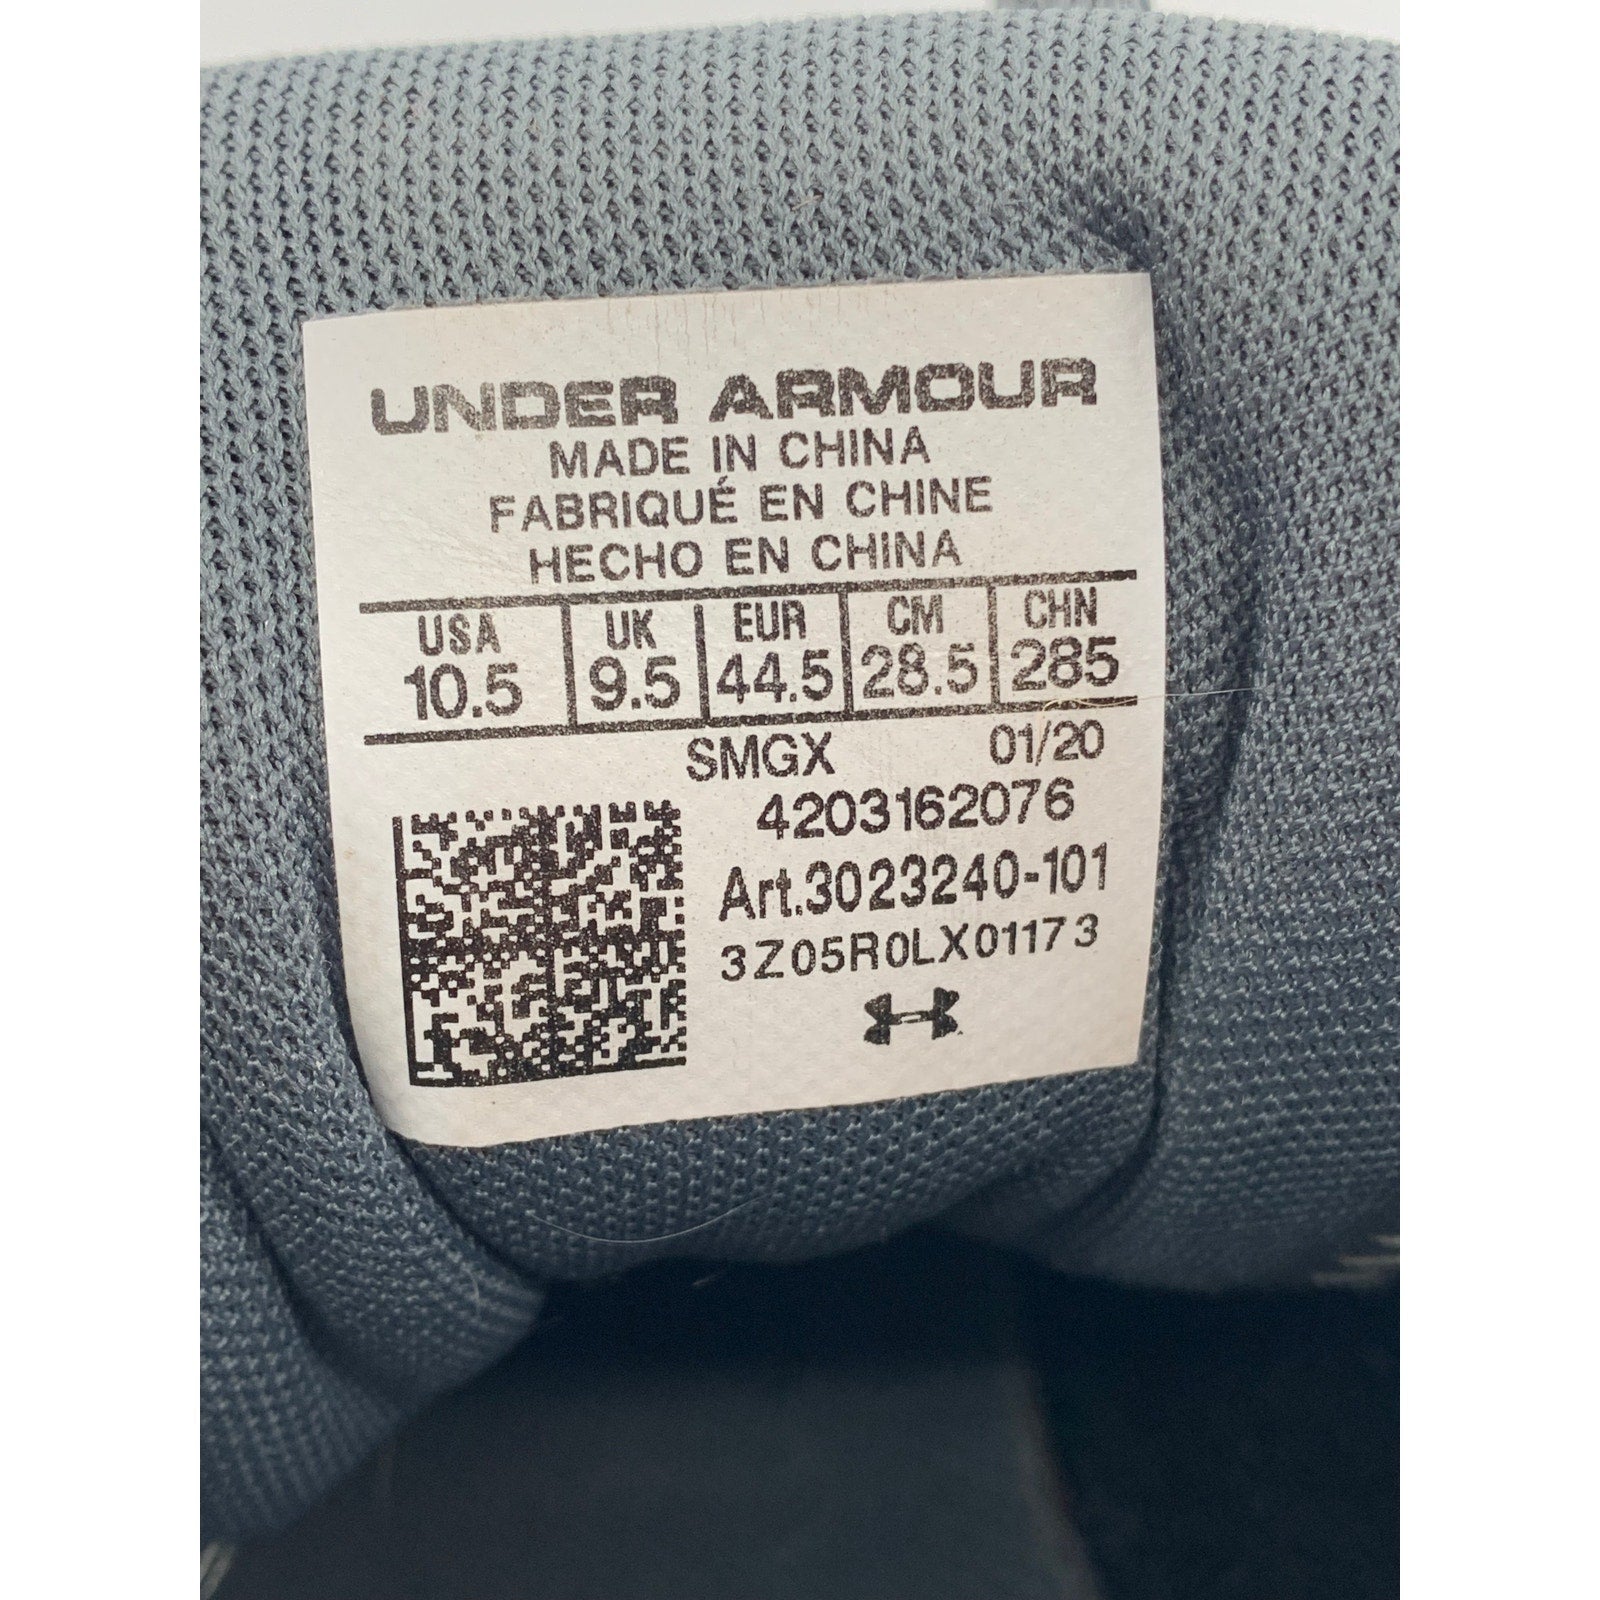 UNDER ARMOUR
MADE IN CHINA
FABRIQUÉ EN CHINE
HECHO EN CHINA
USA UK EUR CM CHN
10.5 9.5 44.5 28.5 285
SMGX 01/20
4203162076
Art.3023240-101
3Z05R0LX01173